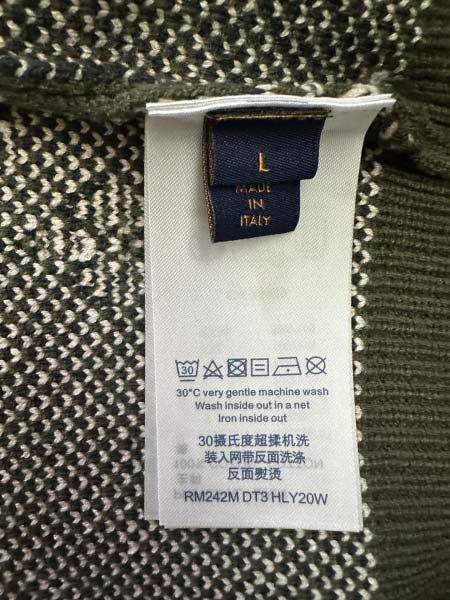 L
MADE
IN
ITALY
30
30°C very gentle machine wash
Wash inside out in a net
Iron inside out
30摄氏度超揉机洗
装入网带反面洗涤
反面熨烫
RM242M DT3 HLY20W